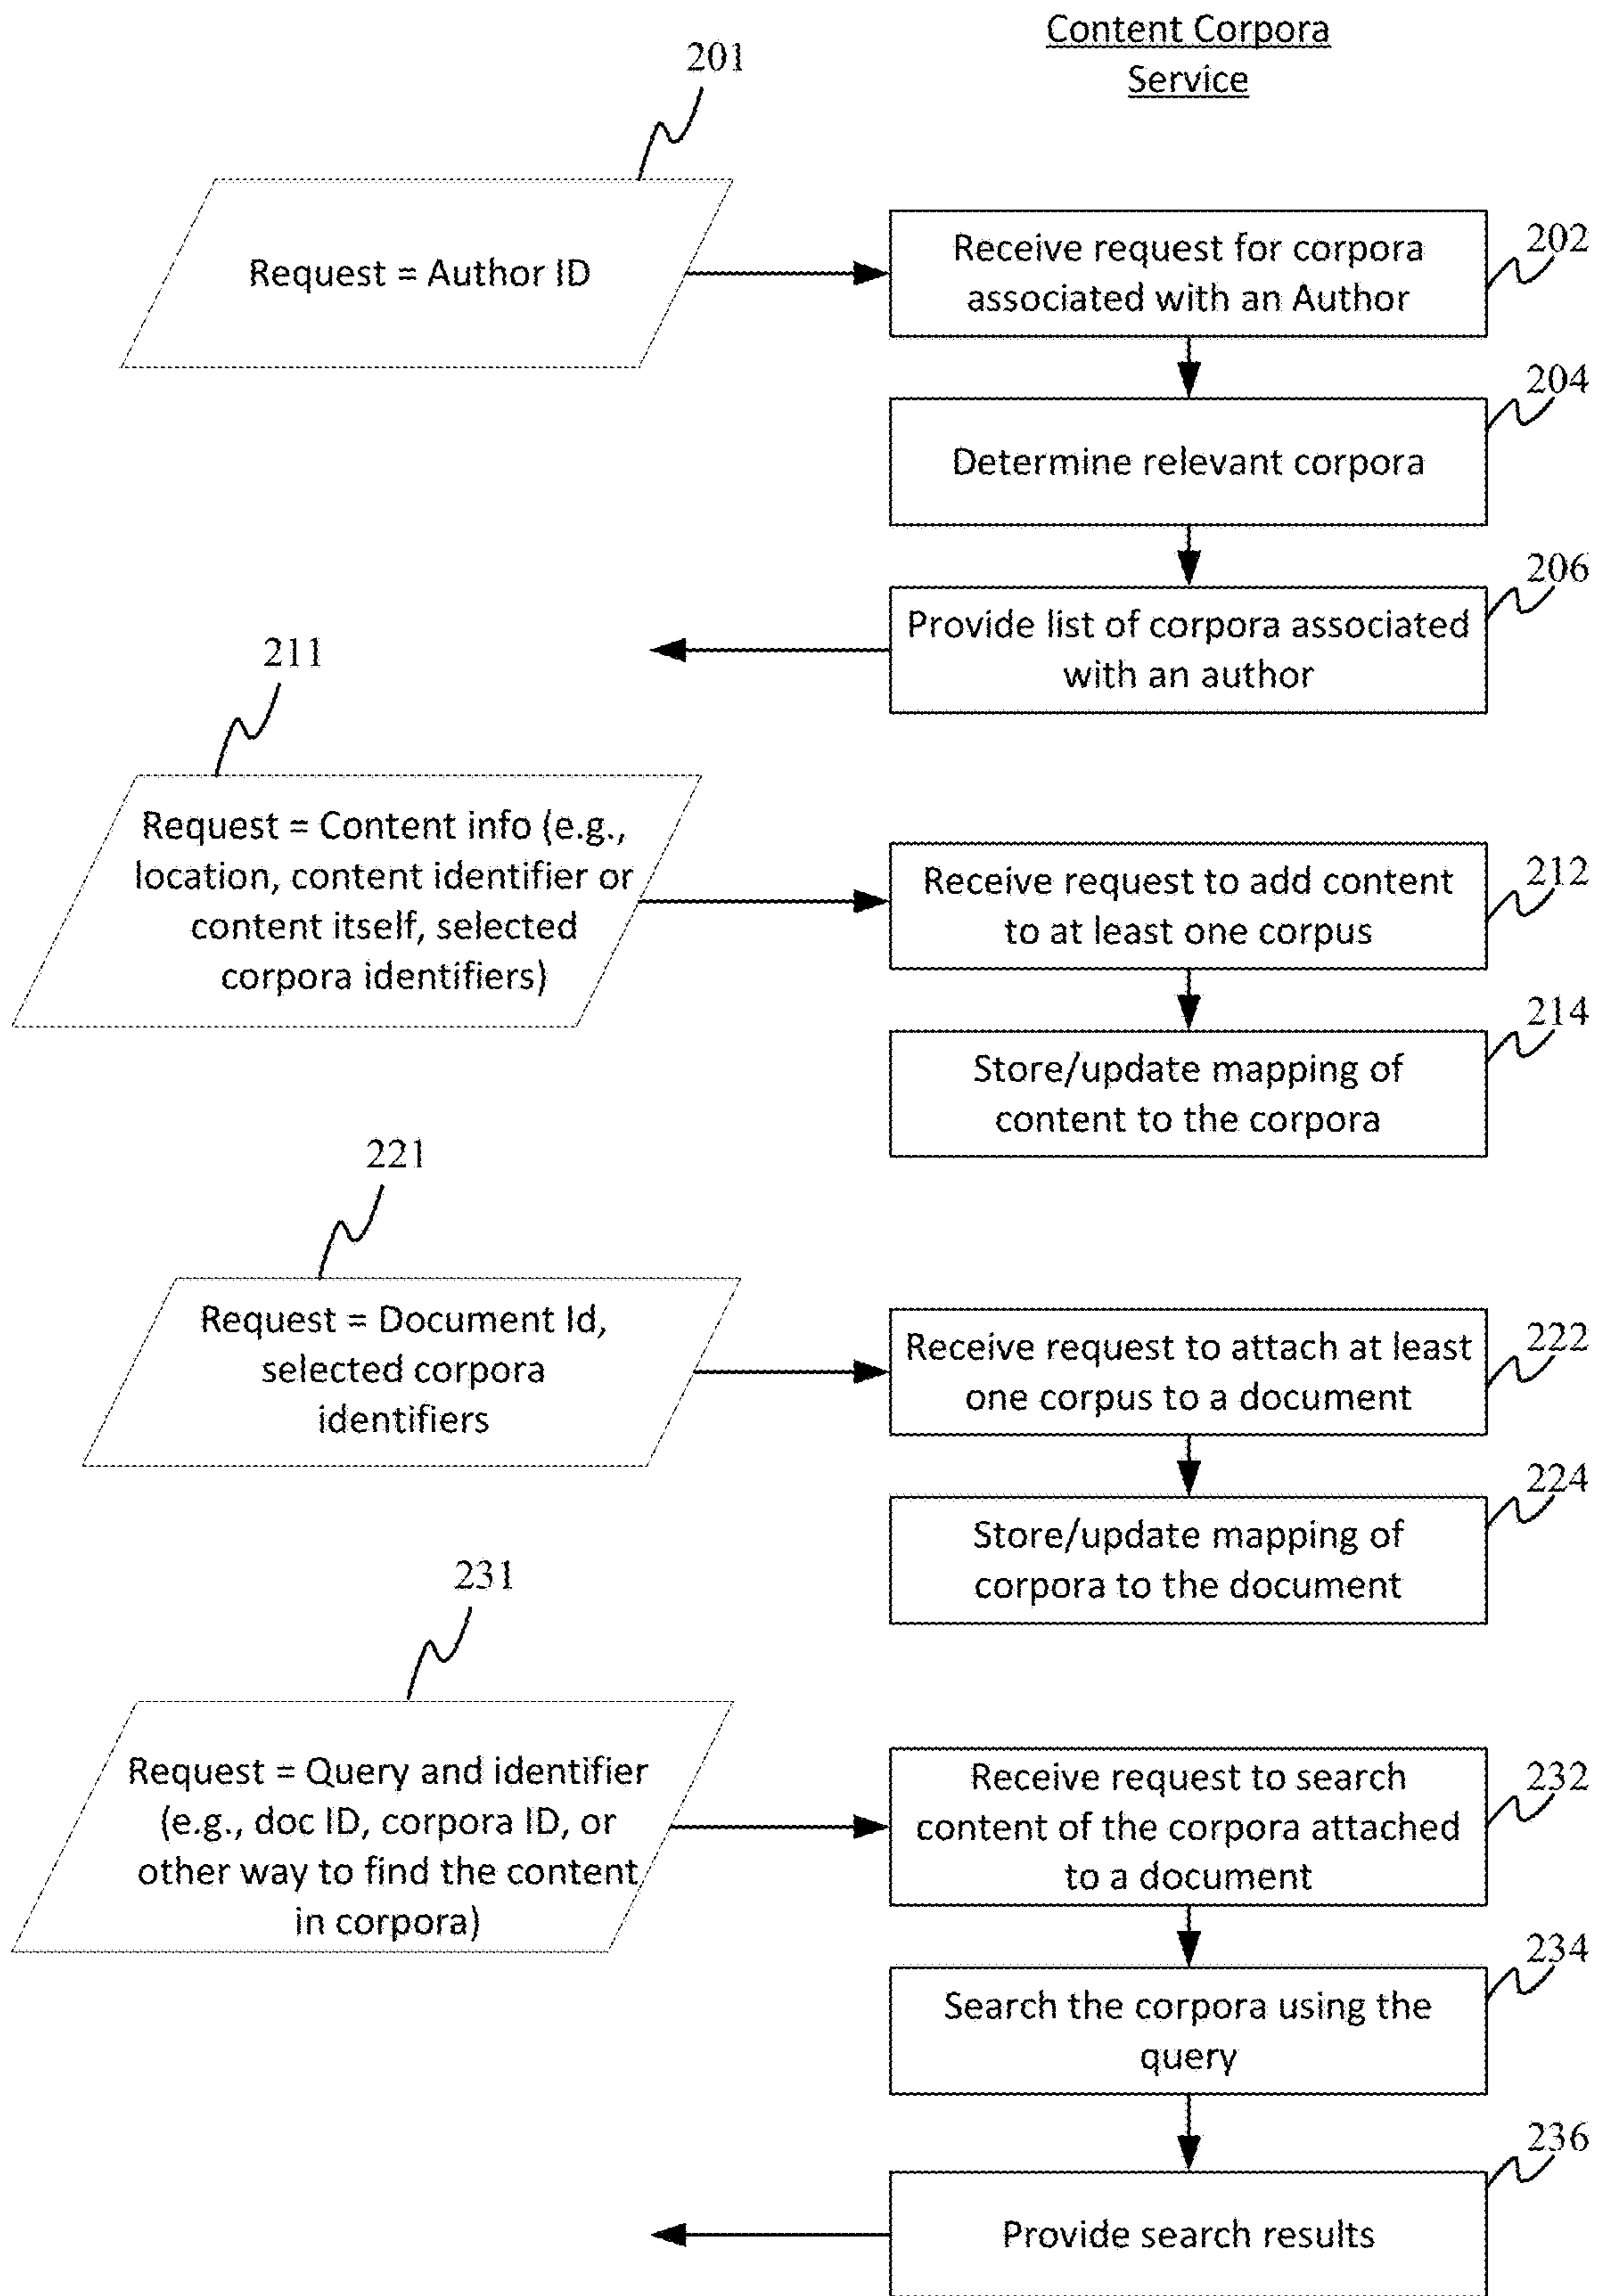 Content Corpora
Service
201
Request = Author ID
Receive request for corpora
associated with an Author
202
204
Determine relevant corpora
206
Provide list of corpora associated
with an author
211
Request = Content info (e.g.,
location, content identifier or
content itself, selected
corpora identifiers)
Receive request to add content
to at least one corpus
212
214
Store/update mapping of
content to the corpora
221
Request = Document Id,
selected corpora
identifiers
Receive request to attach at least
one corpus to a document
222
224
Store/update mapping of
corpora to the document
231
Request = Query and identifier
(e.g., doc ID, corpora ID, or
other way to find the content
in corpora)
Receive request to search
content of the corpora attached
to a document
232
234
Search the corpora using the
query
236
Provide search results